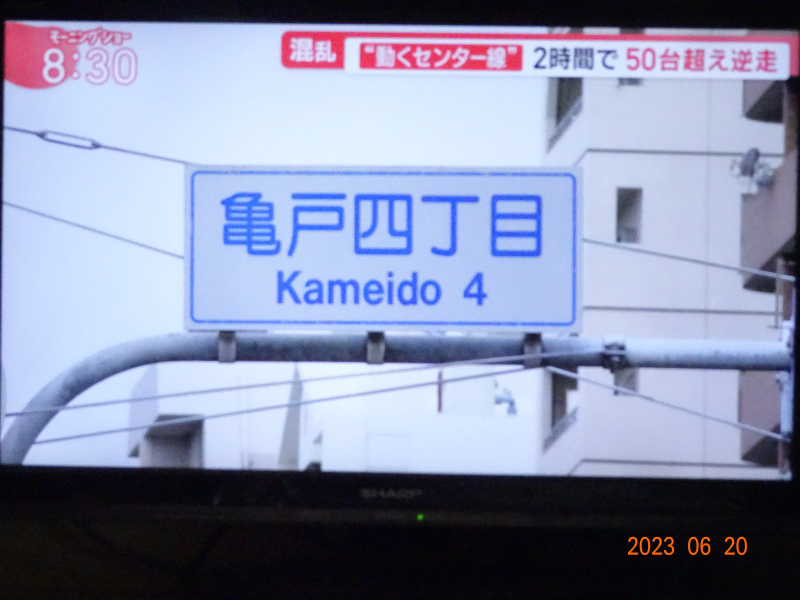 モーニングショー
8:30
混乱 "動くセンター線" 2時間で 50台超え逆走
亀戸四丁目
Kameido 4
SHARP
2023 06 20